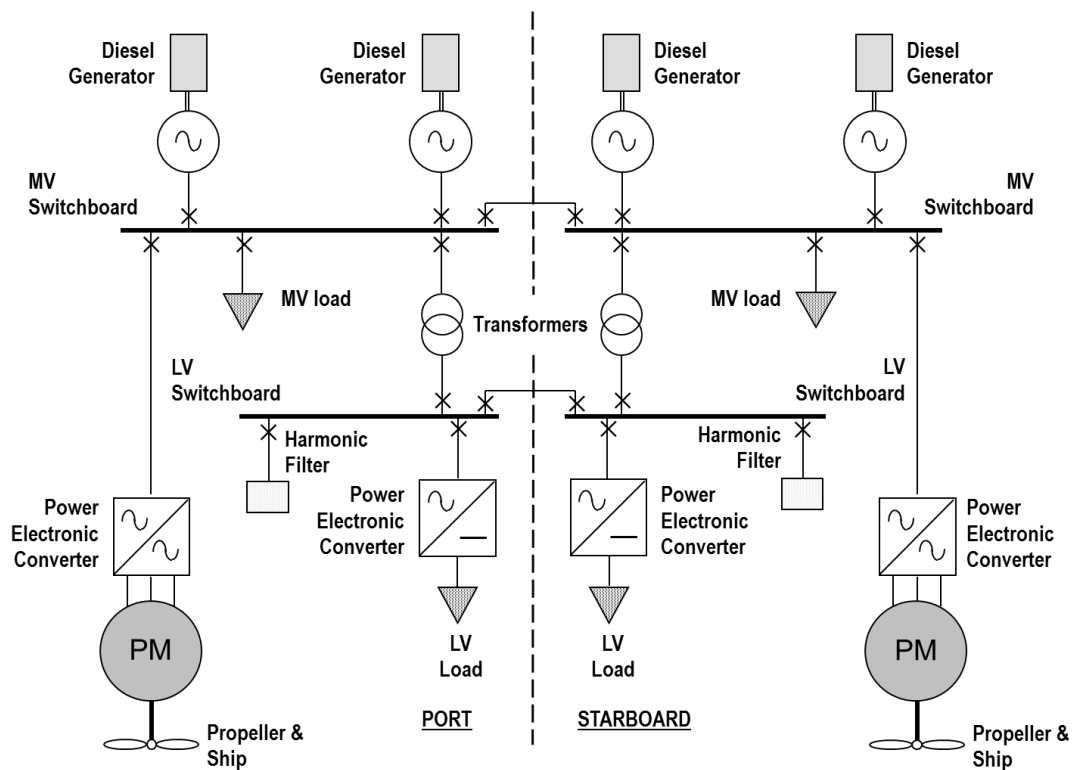 Diesel
Generator
Diesel
Generator
Diesel
Generator
Diesel
Generator
MV
Switchboard
MV
Switchboard
MV load
Transformers
MV load
LV
Switchboard
LV
Switchboard
Harmonic
Filter
Harmonic
Filter
Power
Electronic
Converter
Power
Electronic
Converter
Power
Electronic
Converter
Power
Electronic
Converter
PM
PM
LV
Load
LV
Load
PORT
STARBOARD
Propeller &
Ship
Propeller &
Ship